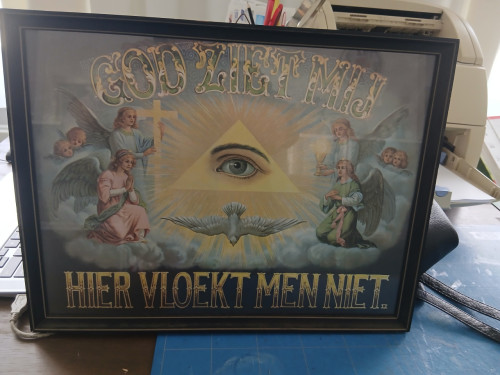 GOD ZIET MIJ
HIER VLOEKT MEN NIET.